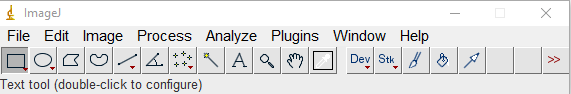 ImageJ
File Edit Image Process Analyze Plugins Window Help
A Dev Stk >>
Text tool (double-click to configure)